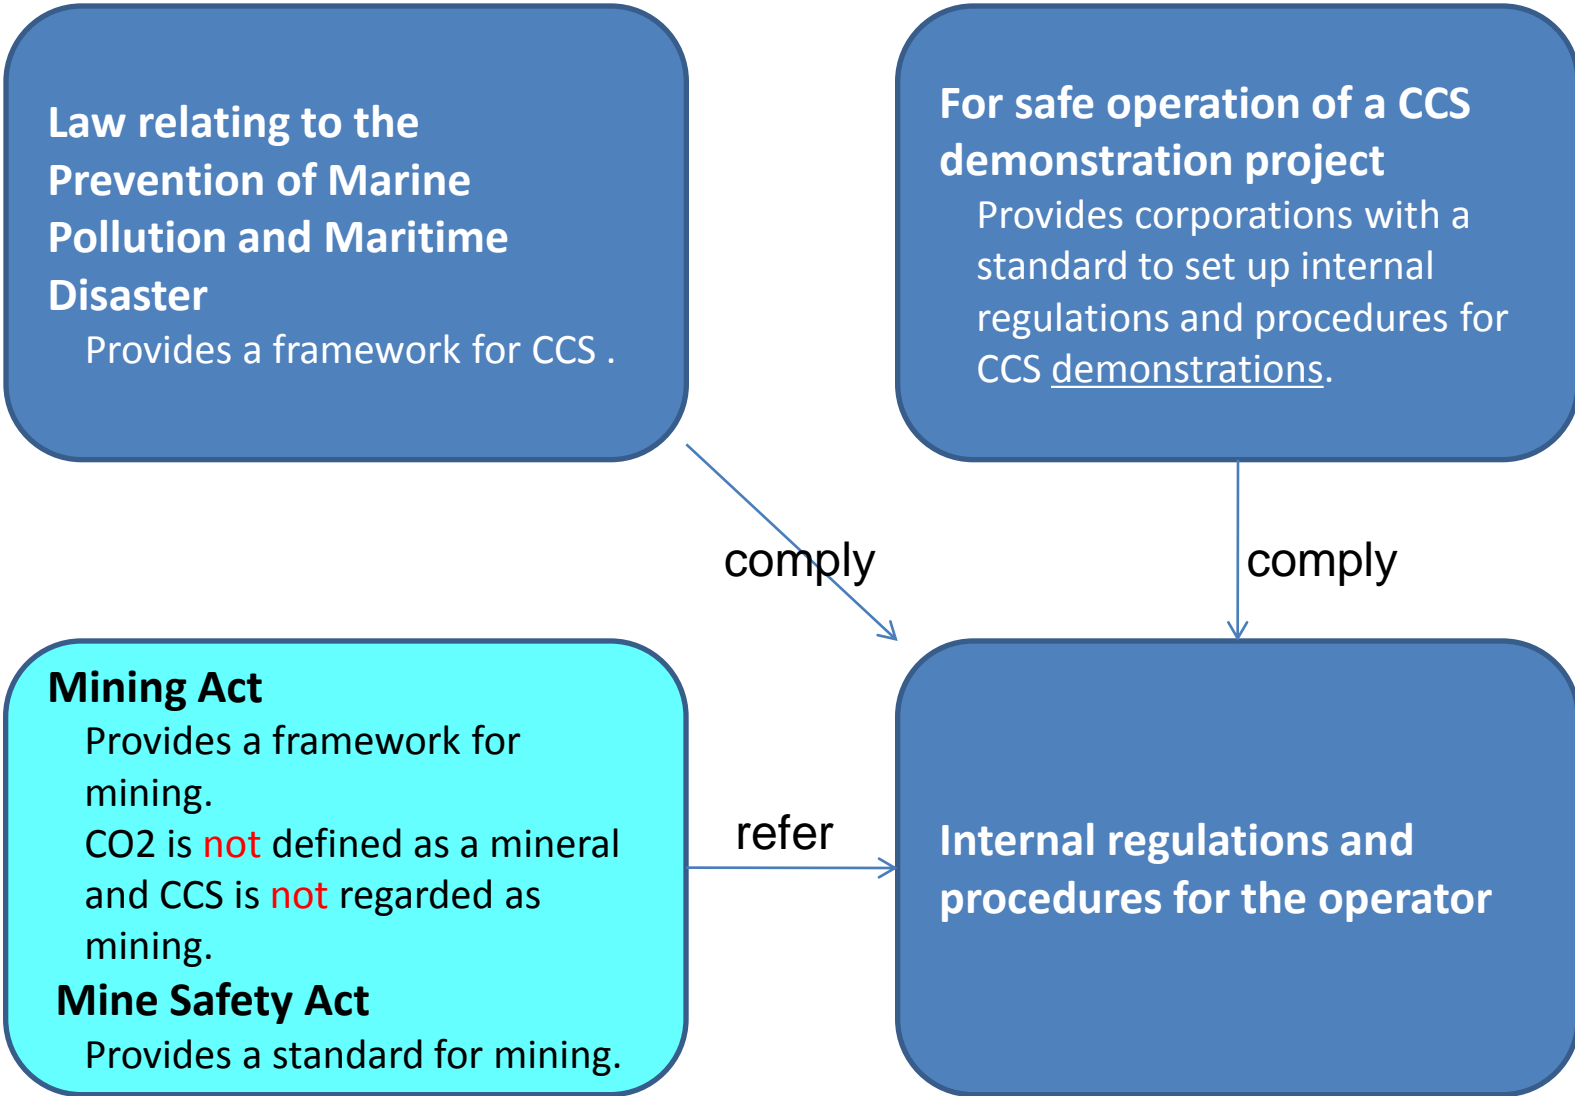 Law relating to the
Prevention of Marine
Pollution and Maritime
Disaster
Provides a framework for CCS .
For safe operation of a CCS
demonstration project
Provides corporations with a
standard to set up internal
regulations and procedures for
CCS demonstrations.
comply
comply
Mining Act
Provides a framework for
mining.
CO2 is not defined as a mineral
and CCS is not regarded as
mining.
Mine Safety Act
Provides a standard for mining.
refer
Internal regulations and
procedures for the operator